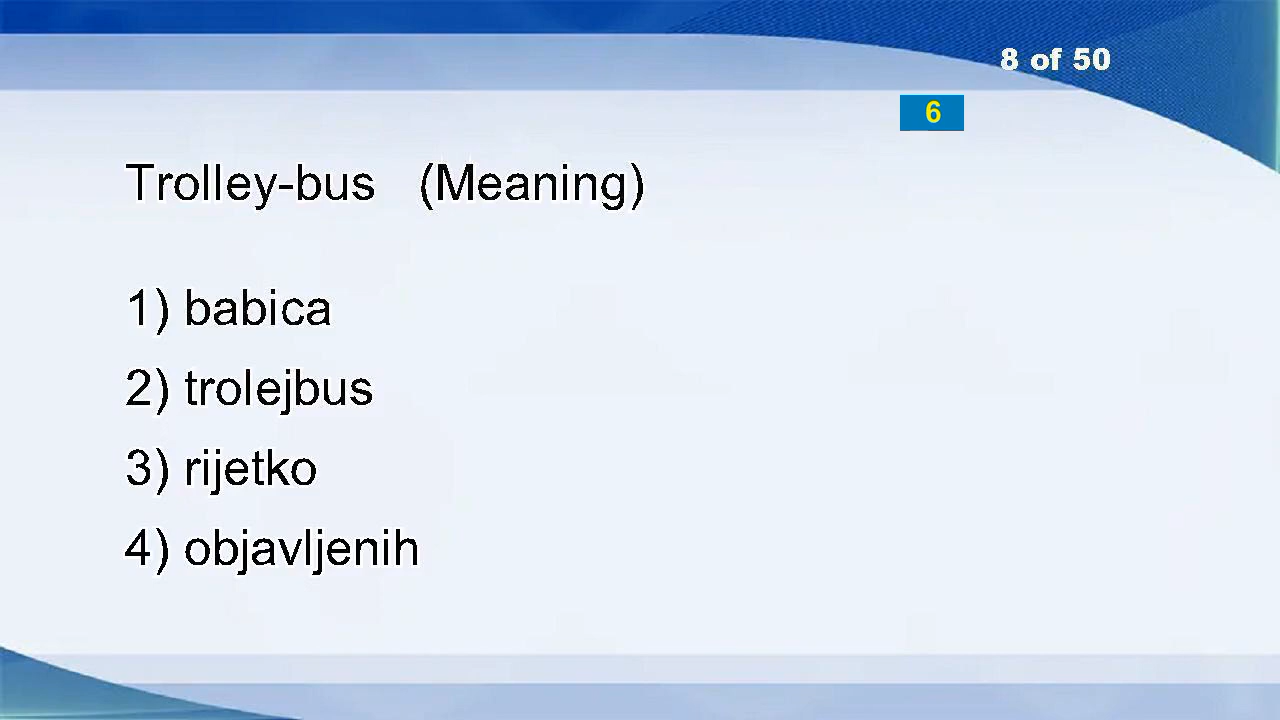 8 of 50
6
Trolley-bus (Meaning)
1) babica
2) trolejbus
3) rijetko
4) objavljenih